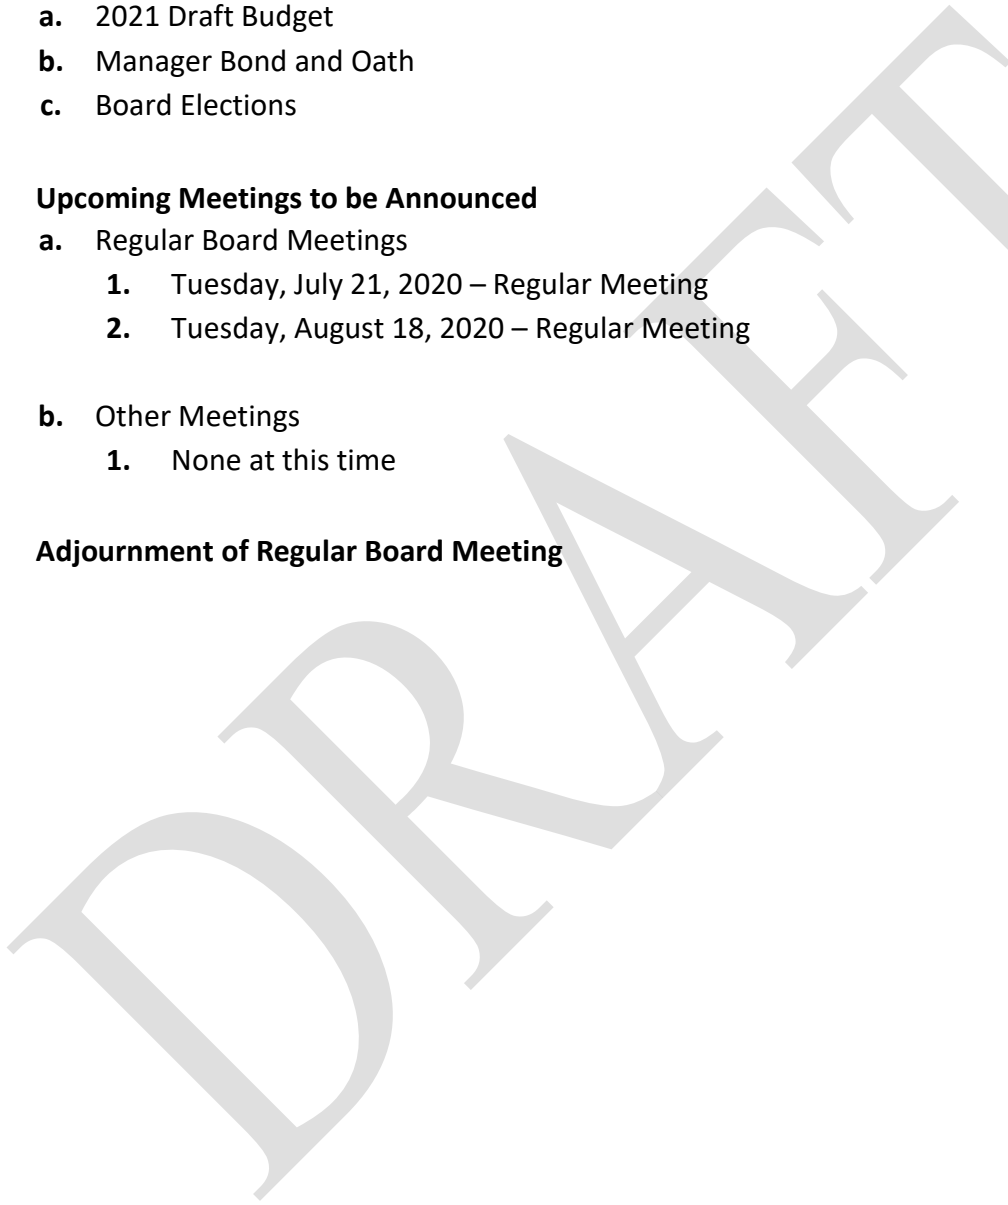 a. 2021 Draft Budget
b. Manager Bond and Oath
c. Board Elections
Upcoming Meetings to be Announced
a. Regular Board Meetings
1. Tuesday, July 21, 2020 – Regular Meeting
2. Tuesday, August 18, 2020 – Regular Meeting
b. Other Meetings
1. None at this time
Adjournment of Regular Board Meeting
DRAFT